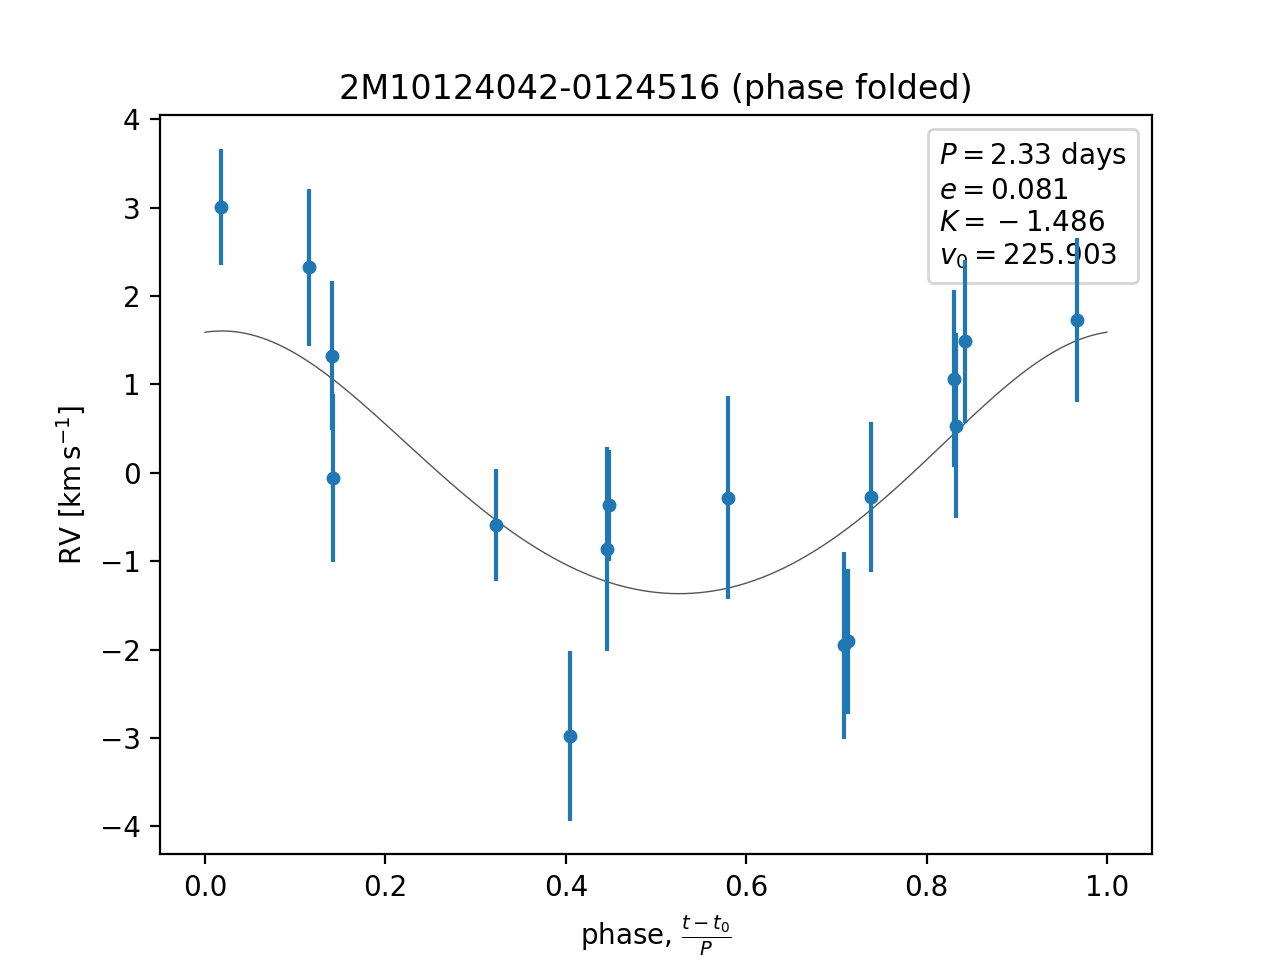 2M10124042-0124516 (phase folded)
P = 2.33 days
e = 0.081
K = −1.486
v₀ = 225.903
4
3
2
1
0
−1
−2
−3
−4
RV [km s⁻¹]
0.0 0.2 0.4 0.6 0.8 1.0
phase, (t − t₀)/P